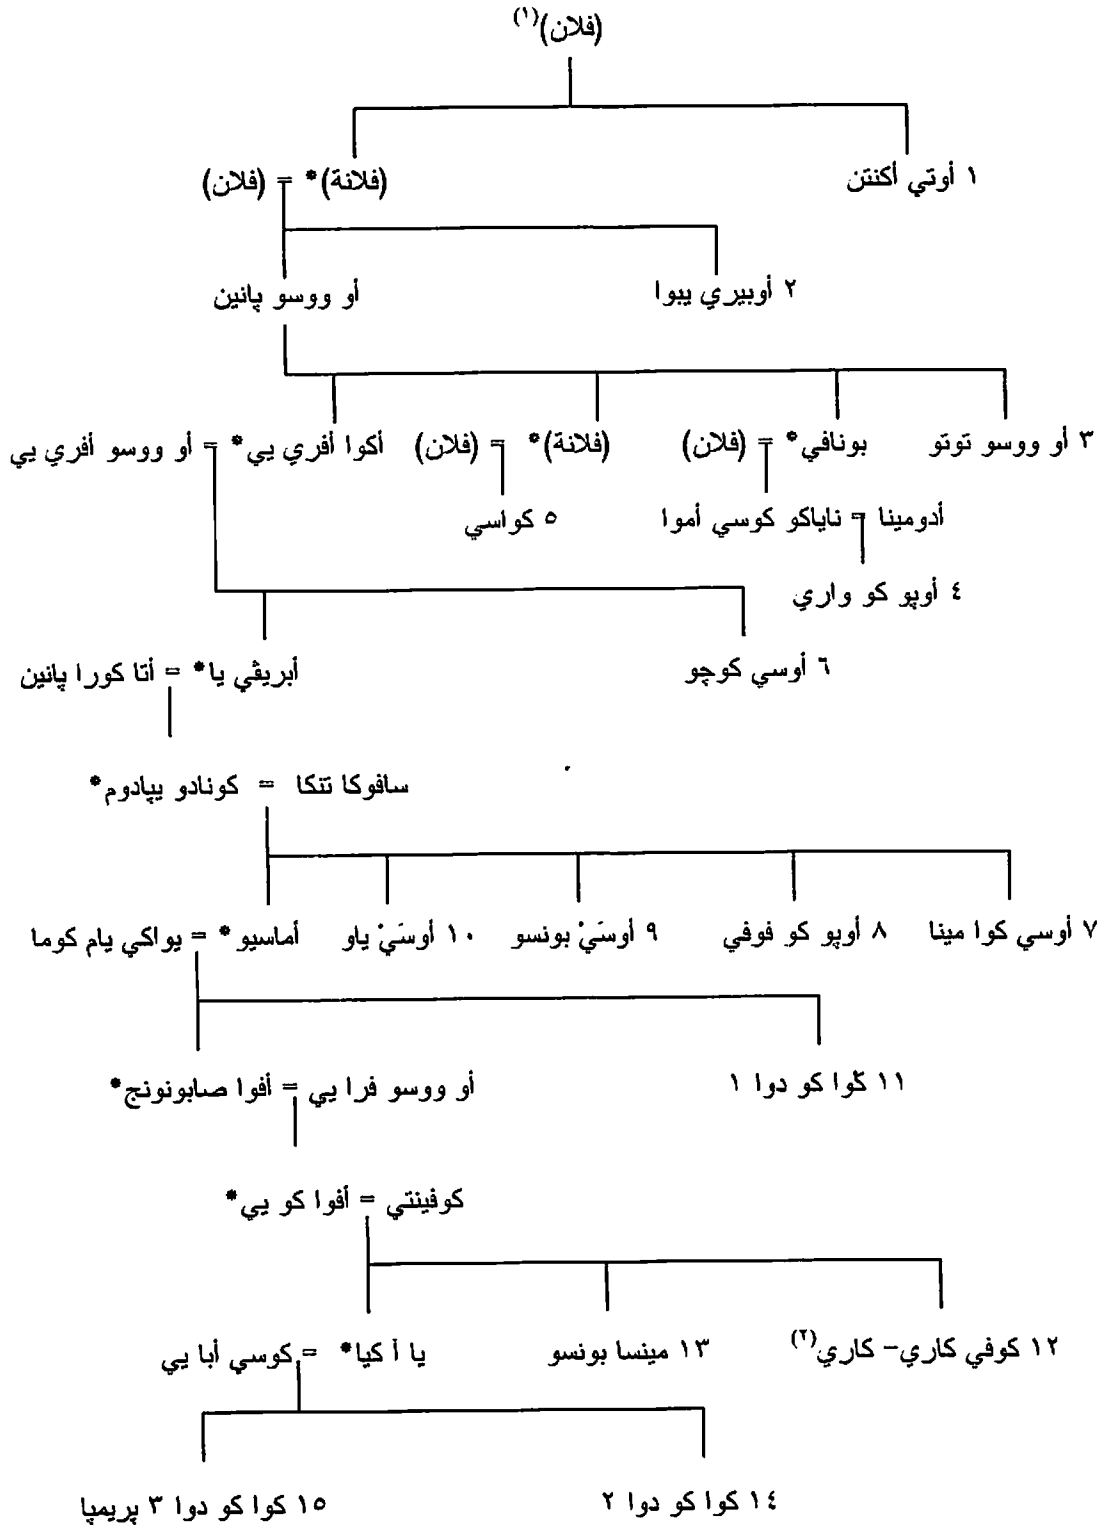 (فلان)(١)
١ أوتي أكنتن (فلانة)* = (فلان)
٢ أوبيري يبوا أو ووسو پانين
٣ أو ووسو توتو بونافي* = (فلان) (فلانة)* = (فلان) أكوا أفري يي* = أو ووسو أفري يي
أدومينا = ناياكو كوسي أموا ٥ كواسي
٤ أوپو كو واري
٦ أوسي كوچو أبريڤي يا* = أتا كورا پانين
سافوكا تنكا = كونادو يپادوم*
٧ أوسي كوا مينا ٨ أوپو كو فوفي ٩ أوسَيْ بونسو ١٠ أوسَيْ ياو أماسيو* = يواكي يام كوما
١١ كوا كو دوا ١ أو ووسو فرا يي = أفوا صابونونج*
كوفينتي = أفوا كو يي*
١٢ كوفي كاري- كاري(٢) ١٣ مينسا بونسو يا أ كيا* = كوسي أبا يي
١٤ كوا كو دوا ٢ ١٥ كوا كو دوا ٣ پريمپا